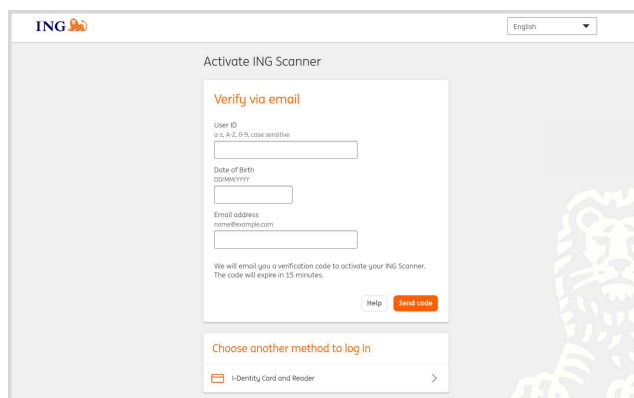 ING
English
Activate ING Scanner
Verify via email
User ID
a-z, A-Z, 0-9, case sensitive
Date of Birth
DD/MM/YYYY
Email address
name@example.com
We will email you a verification code to activate your ING Scanner.
The code will expire in 15 minutes.
Help
Send code
Choose another method to log in
I-Dentity Card and Reader